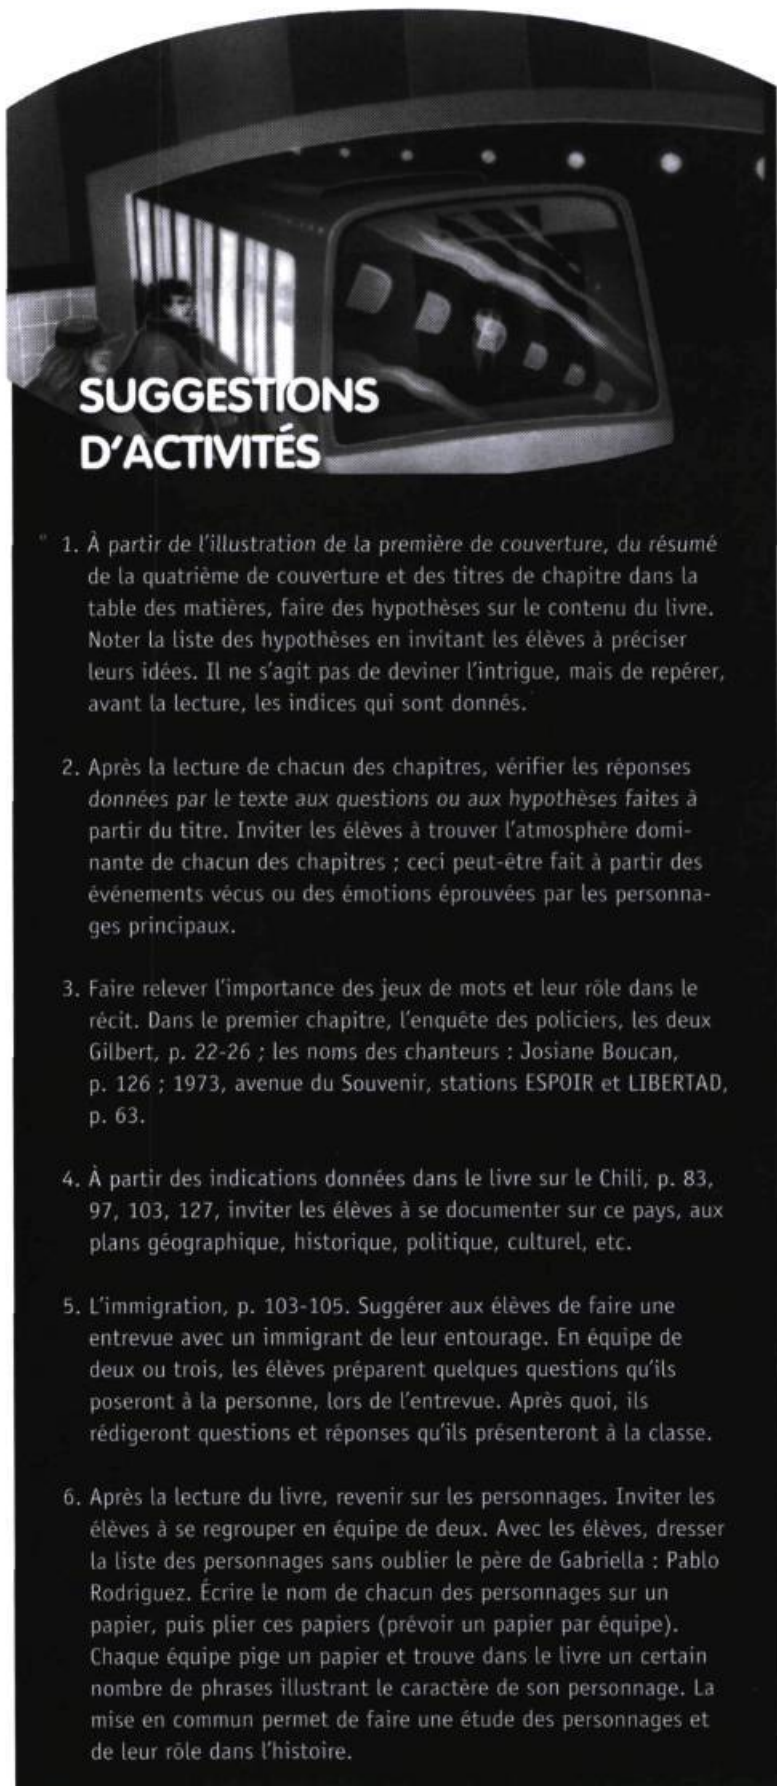 SUGGESTIONS
D'ACTIVITÉS
1. À partir de l'illustration de la première de couverture, du résumé
de la quatrième de couverture et des titres de chapitre dans la
table des matières, faire des hypothèses sur le contenu du livre.
Noter la liste des hypothèses en invitant les élèves à préciser
leurs idées. Il ne s'agit pas de deviner l'intrigue, mais de repérer,
avant la lecture, les indices qui sont donnés.
2. Après la lecture de chacun des chapitres, vérifier les réponses
données par le texte aux questions ou aux hypothèses faites à
partir du titre. Inviter les élèves à trouver l'atmosphère domi-
nante de chacun des chapitres ; ceci peut-être fait à partir des
événements vécus ou des émotions éprouvées par les personna-
ges principaux.
3. Faire relever l'importance des jeux de mots et leur rôle dans le
récit. Dans le premier chapitre, l'enquête des policiers, les deux
Gilbert, p. 22-26 ; les noms des chanteurs : Josiane Boucan,
p. 126 ; 1973, avenue du Souvenir, stations ESPOIR et LIBERTAD,
p. 63.
4. À partir des indications données dans le livre sur le Chili, p. 83,
97, 103, 127, inviter les élèves à se documenter sur ce pays, aux
plans géographique, historique, politique, culturel, etc.
5. L'immigration, p. 103-105. Suggérer aux élèves de faire une
entrevue avec un immigrant de leur entourage. En équipe de
deux ou trois, les élèves préparent quelques questions qu'ils
poseront à la personne, lors de l'entrevue. Après quoi, ils
rédigeront questions et réponses qu'ils présenteront à la classe.
6. Après la lecture du livre, revenir sur les personnages. Inviter les
élèves à se regrouper en équipe de deux. Avec les élèves, dresser
la liste des personnages sans oublier le père de Gabriella : Pablo
Rodriguez. Écrire le nom de chacun des personnages sur un
papier, puis plier ces papiers (prévoir un papier par équipe).
Chaque équipe pige un papier et trouve dans le livre un certain
nombre de phrases illustrant le caractère de son personnage. La
mise en commun permet de faire une étude des personnages et
de leur rôle dans l'histoire.